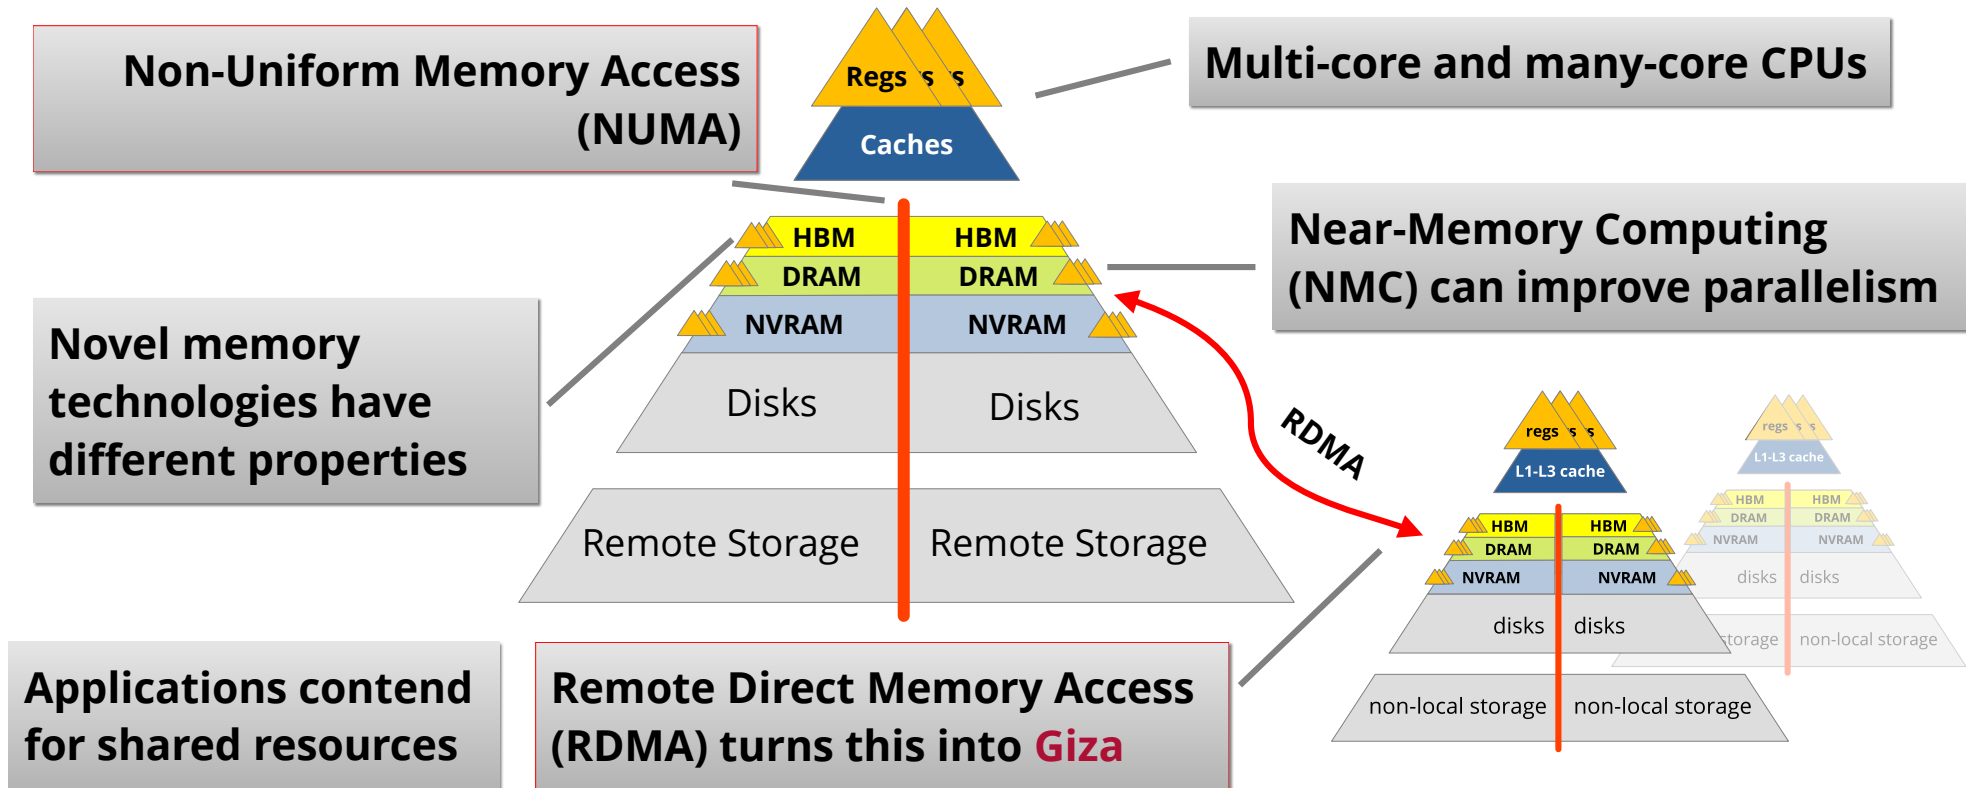 Non-Uniform Memory Access
(NUMA)
Regs s s
Caches
Multi-core and many-core CPUs
HBM HBM
DRAM DRAM
NVRAM NVRAM
Disks Disks
Remote Storage Remote Storage
Near-Memory Computing
(NMC) can improve parallelism
Novel memory
technologies have
different properties
RDMA
regs s s
L1-L3 cache
HBM HBM
DRAM DRAM
NVRAM NVRAM
disks disks
non-local storage non-local storage
regs s s
L1-L3 cache
HBM HBM
DRAM DRAM
NVRAM NVRAM
disks disks
storage non-local storage
Applications contend
for shared resources
Remote Direct Memory Access
(RDMA) turns this into Giza